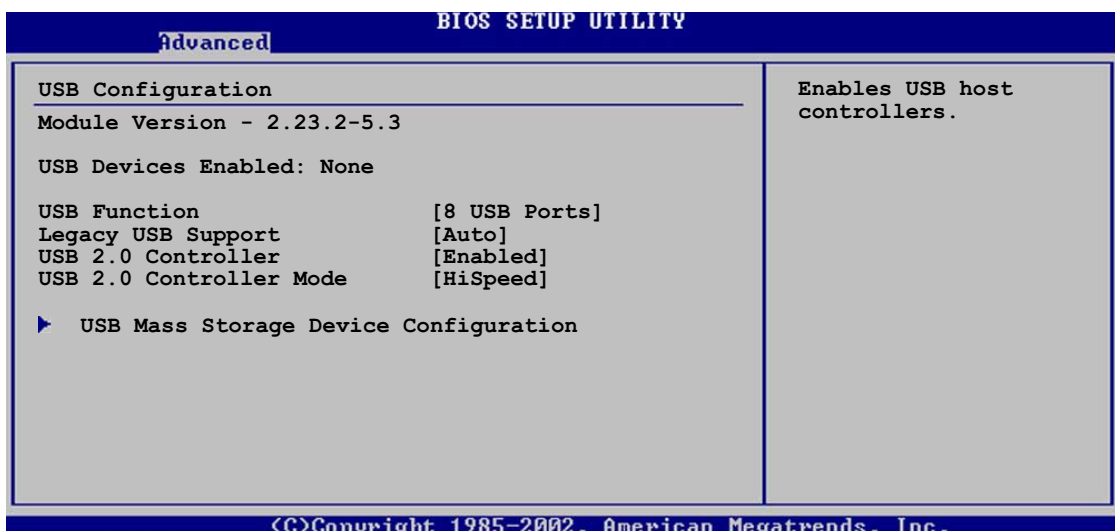 BIOS SETUP UTILITY
Advanced
USB Configuration
Module Version - 2.23.2-5.3
USB Devices Enabled: None
USB Function [8 USB Ports]
Legacy USB Support [Auto]
USB 2.0 Controller [Enabled]
USB 2.0 Controller Mode [HiSpeed]
USB Mass Storage Device Configuration
Enables USB host
controllers.
(C)Copyright 1985-2002, American Megatrends, Inc.